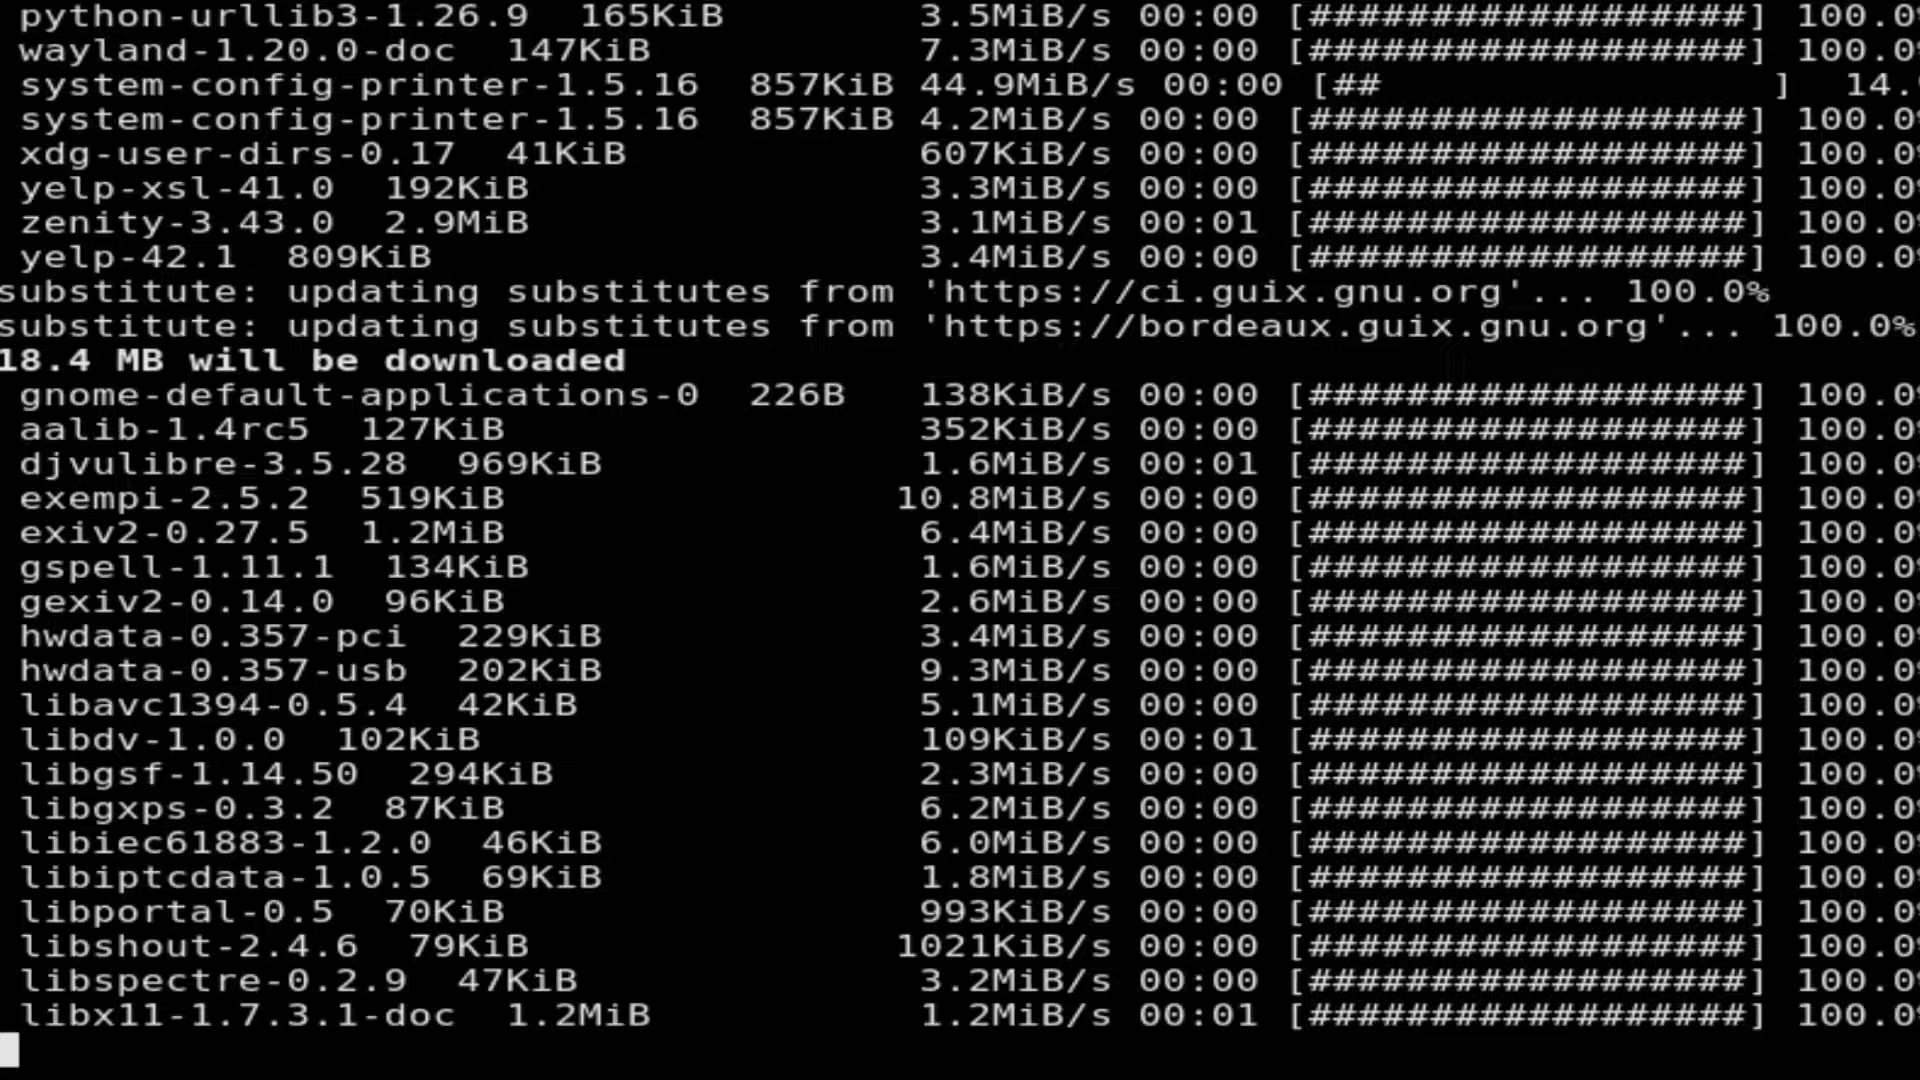 python-urllib3-1.26.9  165KiB 3.5MiB/s 00:00 [##################] 100.0
wayland-1.20.0-doc  147KiB 7.3MiB/s 00:00 [##################] 100.0
system-config-printer-1.5.16  857KiB 44.9MiB/s 00:00 [##                ]  14.
system-config-printer-1.5.16  857KiB 4.2MiB/s 00:00 [##################] 100.0
xdg-user-dirs-0.17  41KiB 607KiB/s 00:00 [##################] 100.0
yelp-xsl-41.0  192KiB 3.3MiB/s 00:00 [##################] 100.0
zenity-3.43.0  2.9MiB 3.1MiB/s 00:01 [##################] 100.0
yelp-42.1  809KiB 3.4MiB/s 00:00 [##################] 100.0
substitute: updating substitutes from 'https://ci.guix.gnu.org'... 100.0%
substitute: updating substitutes from 'https://bordeaux.guix.gnu.org'... 100.0%
18.4 MB will be downloaded
gnome-default-applications-0  226B 138KiB/s 00:00 [##################] 100.0
aalib-1.4rc5  127KiB 352KiB/s 00:00 [##################] 100.0
djvulibre-3.5.28  969KiB 1.6MiB/s 00:01 [##################] 100.0
exempi-2.5.2  519KiB 10.8MiB/s 00:00 [##################] 100.0
exiv2-0.27.5  1.2MiB 6.4MiB/s 00:00 [##################] 100.0
gspell-1.11.1  134KiB 1.6MiB/s 00:00 [##################] 100.0
gexiv2-0.14.0  96KiB 2.6MiB/s 00:00 [##################] 100.0
hwdata-0.357-pci  229KiB 3.4MiB/s 00:00 [##################] 100.0
hwdata-0.357-usb  202KiB 9.3MiB/s 00:00 [##################] 100.0
libavc1394-0.5.4  42KiB 5.1MiB/s 00:00 [##################] 100.0
libdv-1.0.0  102KiB 109KiB/s 00:01 [##################] 100.0
libgsf-1.14.50  294KiB 2.3MiB/s 00:00 [##################] 100.0
libgxps-0.3.2  87KiB 6.2MiB/s 00:00 [##################] 100.0
libiec61883-1.2.0  46KiB 6.0MiB/s 00:00 [##################] 100.0
libiptcdata-1.0.5  69KiB 1.8MiB/s 00:00 [##################] 100.0
libportal-0.5  70KiB 993KiB/s 00:00 [##################] 100.0
libshout-2.4.6  79KiB 1021KiB/s 00:00 [##################] 100.0
libspectre-0.2.9  47KiB 3.2MiB/s 00:00 [##################] 100.0
libx11-1.7.3.1-doc  1.2MiB 1.2MiB/s 00:01 [##################] 100.0